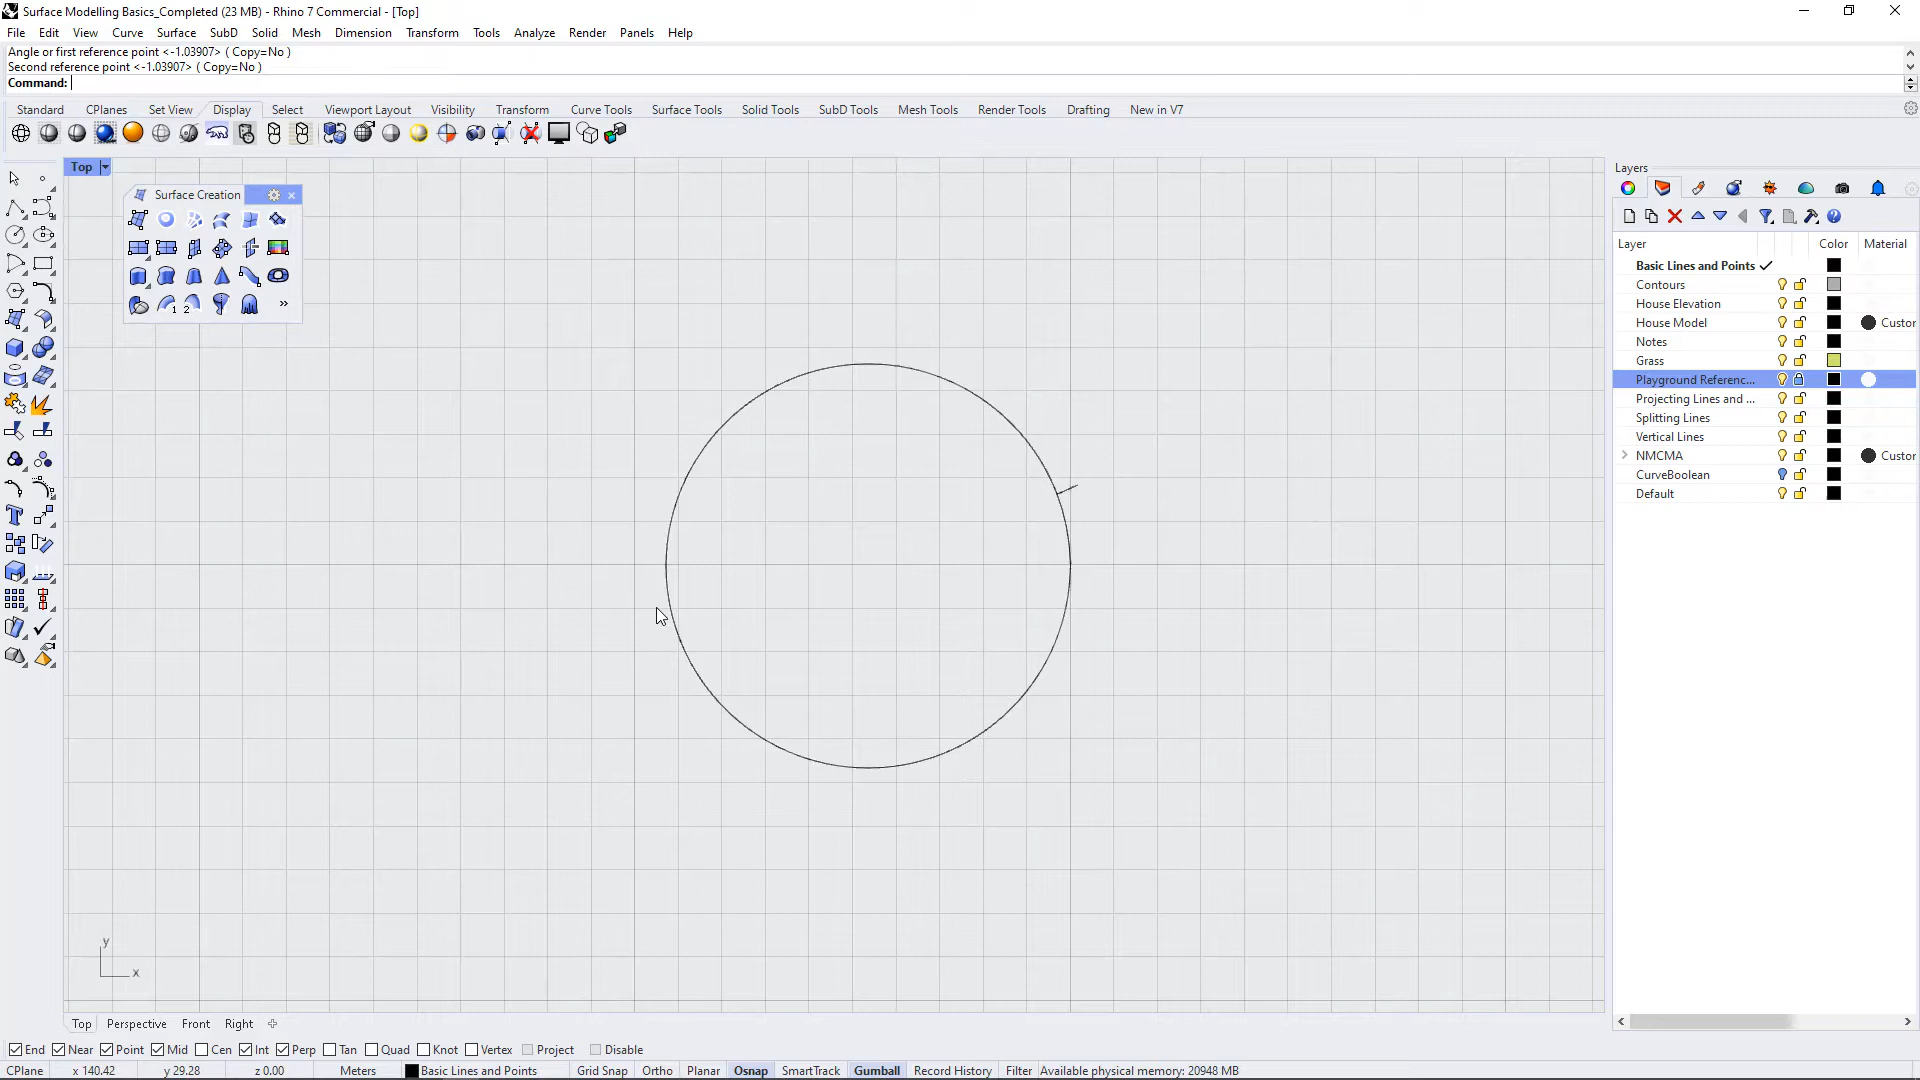 Surface Modelling Basics_Completed (23 MB) - Rhino 7 Commercial - [Top]
File Edit View Curve Surface SubD Solid Mesh Dimension Transform Tools Analyze Render Panels Help
Angle or first reference point <-1.03907> ( Copy=No )
Second reference point <-1.03907> ( Copy=No )
Command:
Standard CPlanes Set View Display Select Viewport Layout Visibility Transform Curve Tools Surface Tools Solid Tools SubD Tools Mesh Tools Render Tools Drafting New in V7
Top
Surface Creation
1 2 »
Layers
Layer Color Material
Basic Lines and Points
Contours
House Elevation
House Model Custor
Notes
Grass
Playground Referenc...
Projecting Lines and ...
Splitting Lines
Vertical Lines
NMCMA Custor
CurveBoolean
Default
y
x
Top Perspective Front Right
End Near Point Mid Cen Int Perp Tan Quad Knot Vertex Project Disable
CPlane x 140.42 y 29.28 z 0.00 Meters Basic Lines and Points Grid Snap Ortho Planar Osnap SmartTrack Gumball Record History Filter Available physical memory: 20948 MB